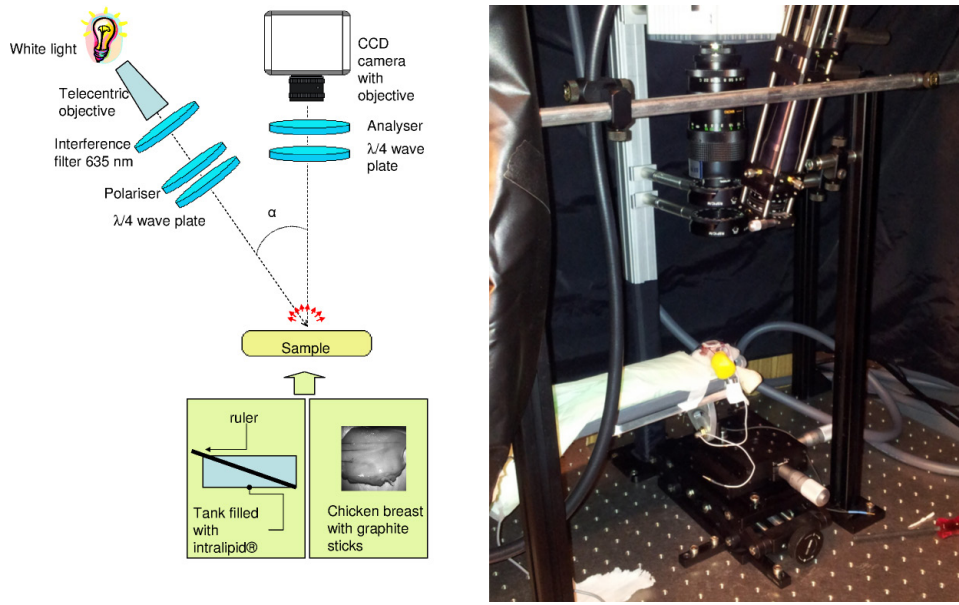 White light
Telecentric
objective
Interference
filter 635 nm
Polariser
λ/4 wave plate
CCD
camera
with
objective
Analyser
λ/4 wave
plate
α
Sample
ruler
Tank filled
with
intralipid®
Chicken breast
with graphite
sticks